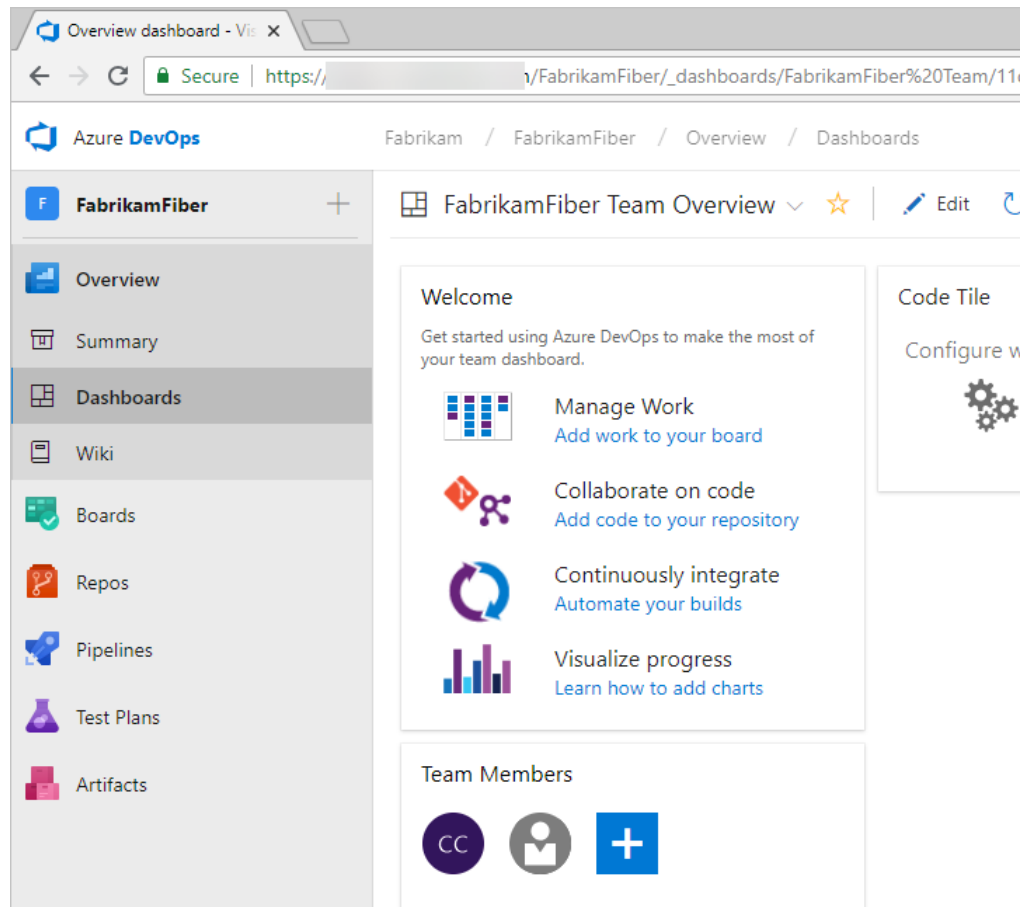 Overview dashboard - Vis
Secure | https:// /FabrikamFiber/_dashboards/FabrikamFiber%20Team/11
Azure DevOps
Fabrikam / FabrikamFiber / Overview / Dashboards
F FabrikamFiber
FabrikamFiber Team Overview
Edit
Overview
Summary
Dashboards
Wiki
Boards
Repos
Pipelines
Test Plans
Artifacts
Welcome
Get started using Azure DevOps to make the most of
your team dashboard.
Manage Work
Add work to your board
Collaborate on code
Add code to your repository
Continuously integrate
Automate your builds
Visualize progress
Learn how to add charts
Code Tile
Configure w
Team Members
CC